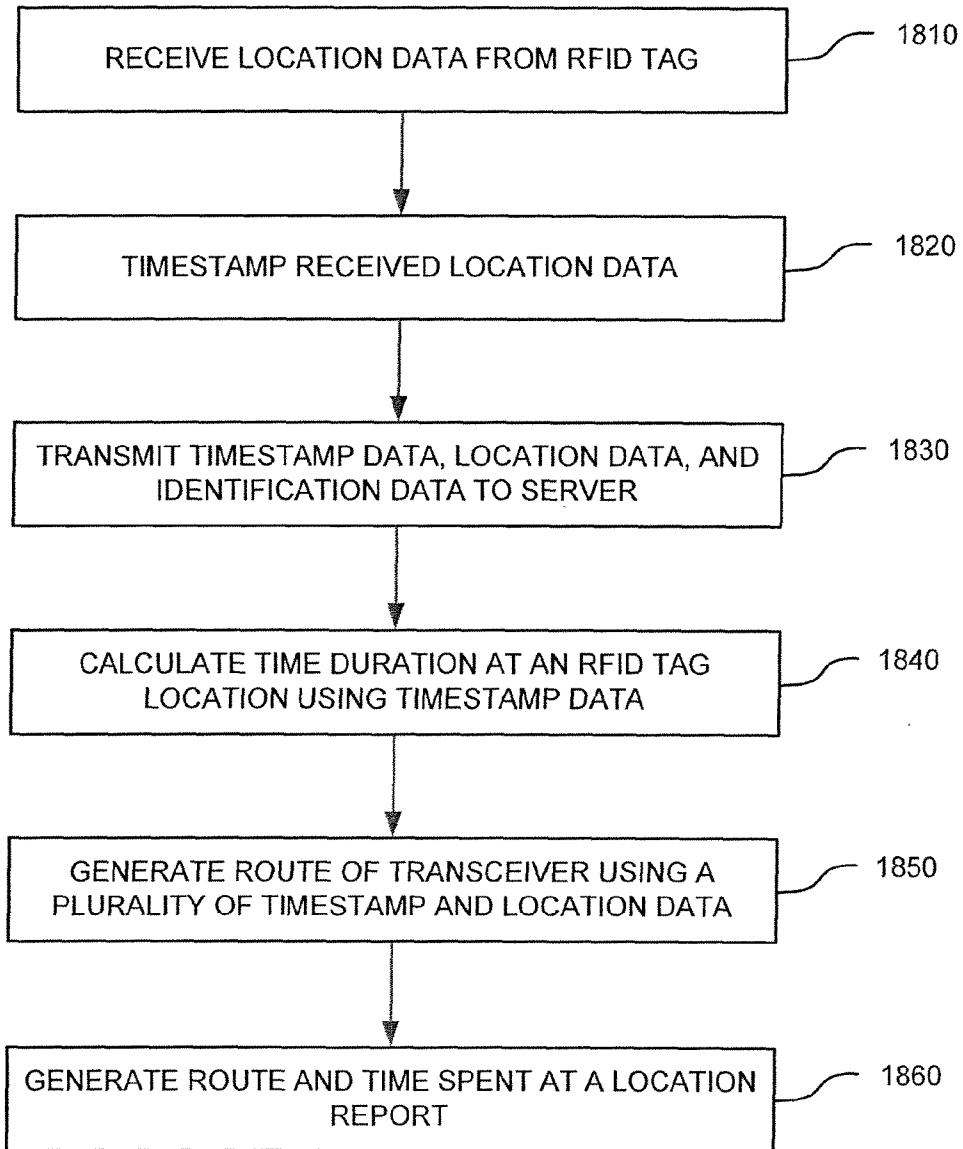 RECEIVE LOCATION DATA FROM RFID TAG
1810
TIMESTAMP RECEIVED LOCATION DATA
1820
TRANSMIT TIMESTAMP DATA, LOCATION DATA, AND
IDENTIFICATION DATA TO SERVER
1830
CALCULATE TIME DURATION AT AN RFID TAG
LOCATION USING TIMESTAMP DATA
1840
GENERATE ROUTE OF TRANSCEIVER USING A
PLURALITY OF TIMESTAMP AND LOCATION DATA
1850
GENERATE ROUTE AND TIME SPENT AT A LOCATION
REPORT
1860